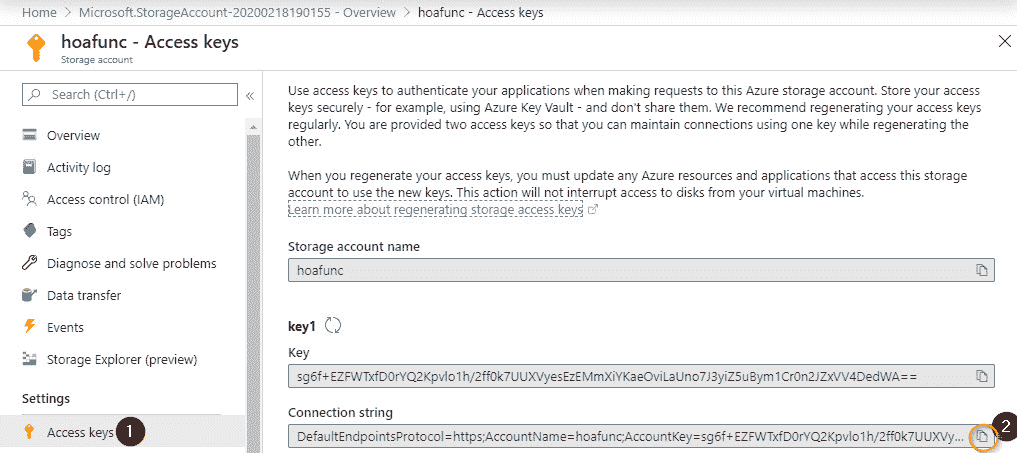 Home > Microsoft.StorageAccount-20200218190155 - Overview > hoafunc - Access keys
hoafunc - Access keys
Storage account
Search (Ctrl+/)
Overview
Activity log
Access control (IAM)
Tags
Diagnose and solve problems
Data transfer
Events
Storage Explorer (preview)
Settings
Access keys 1
Use access keys to authenticate your applications when making requests to this Azure storage account. Store your access
keys securely - for example, using Azure Key Vault - and don't share them. We recommend regenerating your access keys
regularly. You are provided two access keys so that you can maintain connections using one key while regenerating the
other.
When you regenerate your access keys, you must update any Azure resources and applications that access this storage
account to use the new keys. This action will not interrupt access to disks from your virtual machines.
Learn more about regenerating storage access keys
Storage account name
hoafunc
key1
Key
sg6f+EZFWTxfD0rYQ2Kpvlo1h/2ff0k7UUXVyesEzEMmXiYKaeOviLaUno7J3yiZ5uBym1Cr0n2JZxVV4DedWA==
Connection string
DefaultEndpointsProtocol=https;AccountName=hoafunc;AccountKey=sg6f+EZFWTxfD0rYQ2Kpvlo1h/2ff0k7UUXVy... 2